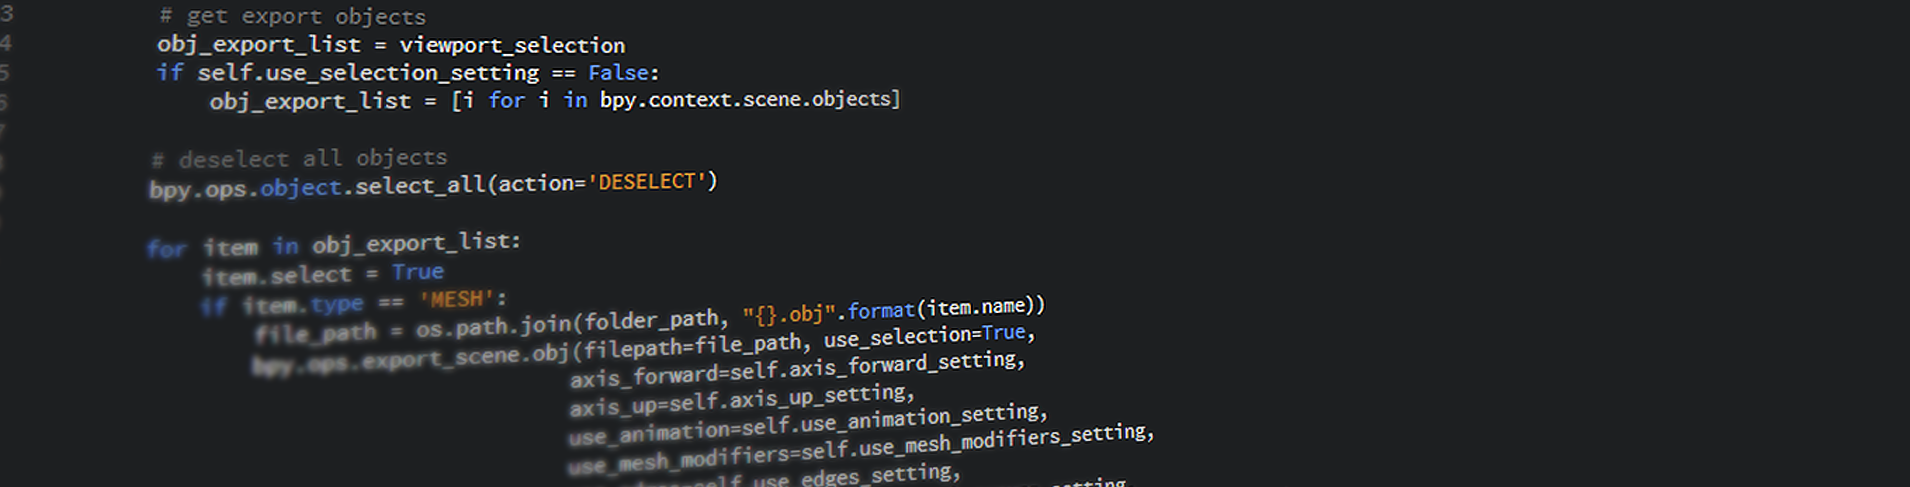 3 # get export objects
4 obj_export_list = viewport_selection
5 if self.use_selection_setting == False:
6 obj_export_list = [i for i in bpy.context.scene.objects]
7
# deselect all objects
bpy.ops.object.select_all(action='DESELECT')
for item in obj_export_list:
item.select = True
if item.type == 'MESH':
file_path = os.path.join(folder_path, "{}.obj".format(item.name))
bpy.ops.export_scene.obj(filepath=file_path, use_selection=True,
axis_forward=self.axis_forward_setting,
axis_up=self.axis_up_setting,
use_animation=self.use_animation_setting,
use_mesh_modifiers=self.use_mesh_modifiers_setting,
use_edges_setting,